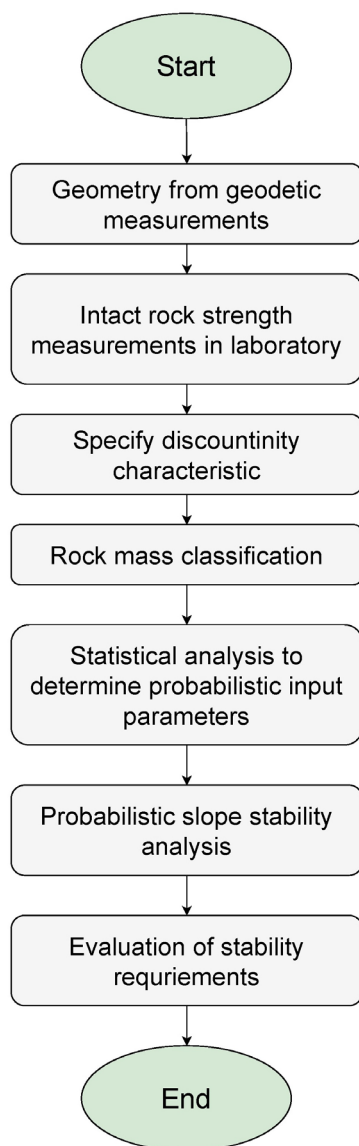 Start
Geometry from geodetic
measurements
Intact rock strength
measurements in laboratory
Specify discountinity
characteristic
Rock mass classification
Statistical analysis to
determine probabilistic input
parameters
Probabilistic slope stability
analysis
Evaluation of stability
requriements
End